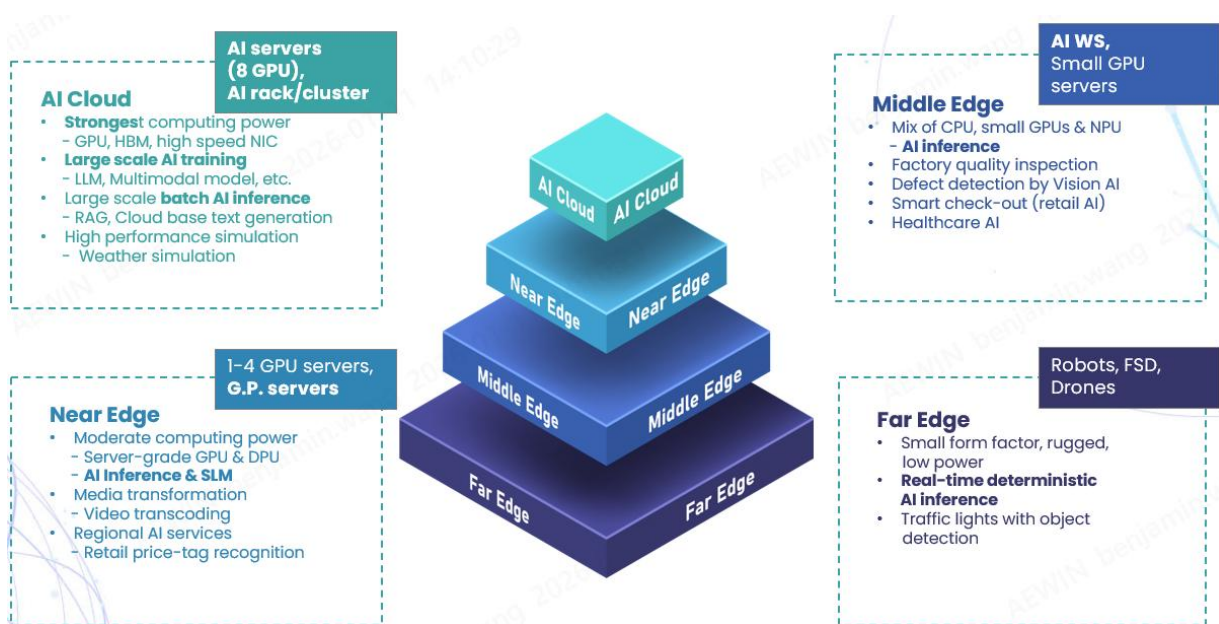 AI servers
(8 GPU),
AI rack/cluster
AI Cloud
• Strongest computing power
- GPU, HBM, high speed NIC
• Large scale AI training
- LLM, Multimodal model, etc.
• Large scale batch AI inference
- RAG, Cloud base text generation
• High performance simulation
- Weather simulation
1-4 GPU servers,
G.P. servers
Near Edge
• Moderate computing power
- Server-grade GPU & DPU
- AI Inference & SLM
• Media transformation
- Video transcoding
• Regional AI services
- Retail price-tag recognition
AI Cloud AI Cloud
Near Edge Near Edge
Middle Edge Middle Edge
Far Edge Far Edge
AI WS,
Small GPU
servers
Middle Edge
• Mix of CPU, small GPUs & NPU
- AI inference
• Factory quality inspection
• Defect detection by Vision AI
• Smart check-out (retail AI)
• Healthcare AI
Robots, FSD,
Drones
Far Edge
• Small form factor, rugged,
low power
• Real-time deterministic
AI inference
• Traffic lights with object
detection
AEWIN benjamin.wang